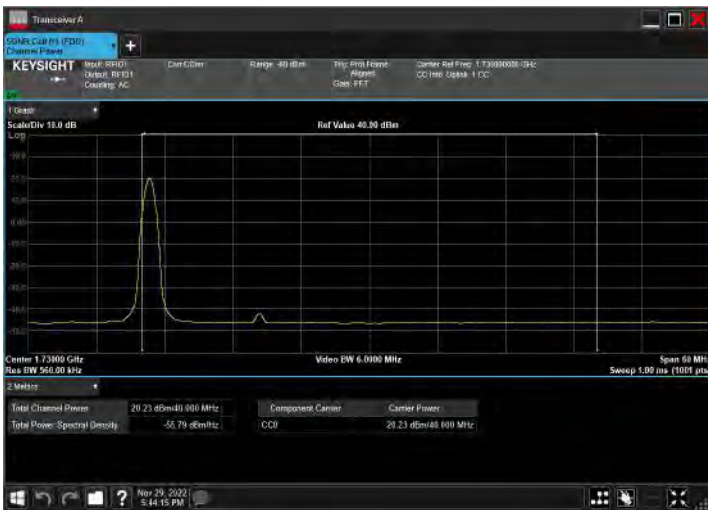 Transceiver A
Channel Power
KEYSIGHT
Input: RFIO1
Output: RFIO1
Coupling: AC
Corr CCorr
Range: -40 dBm
Trig: Prdt Frame
Aligned
Gate: FFT
Carrier Ref Freq: 1.730000000 GHz
CC Info: Uplink, 1 CC
1 Graph
Scale/Div 10.0 dB
Ref Value 40.00 dBm
Log
Center 1.73000 GHz
Video BW 6.0000 MHz
Span 60 MHz
Res BW 560.00 kHz
Sweep 1.00 ms (1001 pts
2 Metrics
Total Channel Power
20.23 dBm/40.000 MHz
Component Carrier
Carrier Power
Total Power Spectral Density
-55.79 dBm/Hz
CC0
20.23 dBm/40.000 MHz
Nov 29, 2022
5:44:15 PM